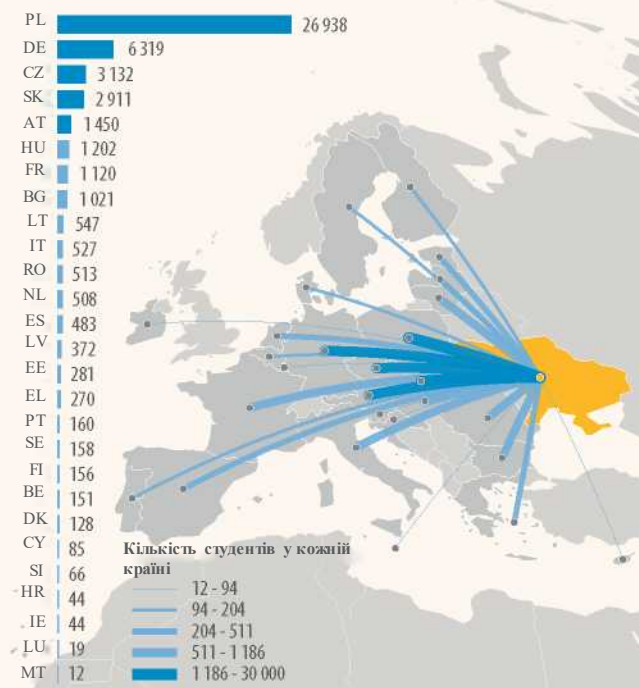 PL 26 938
DE 6 319
CZ 3 132
SK 2 911
AT 1 450
HU 1 202
FR 1 120
BG 1 021
LT 547
IT 527
RO 513
NL 508
ES 483
LV 372
EE 281
EL 270
PT 160
SE 158
FI 156
BE 151
DK 128
CY 85
SI 66
HR 44
IE 44
LU 19
MT 12
Кількість студентів у кожній
країні
12 - 94
94 - 204
204 - 511
511 - 1 186
1 186 - 30 000